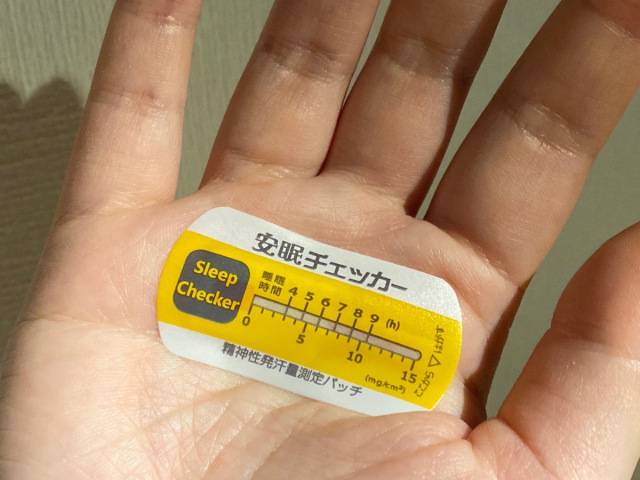 安眠チェッカー
Sleep
Checker
睡眠
時間 4 5 6 7 8 9 (h)
0 5 10 15
(mg/cm²)
精神性発汗量測定パッチ
ここからはがす